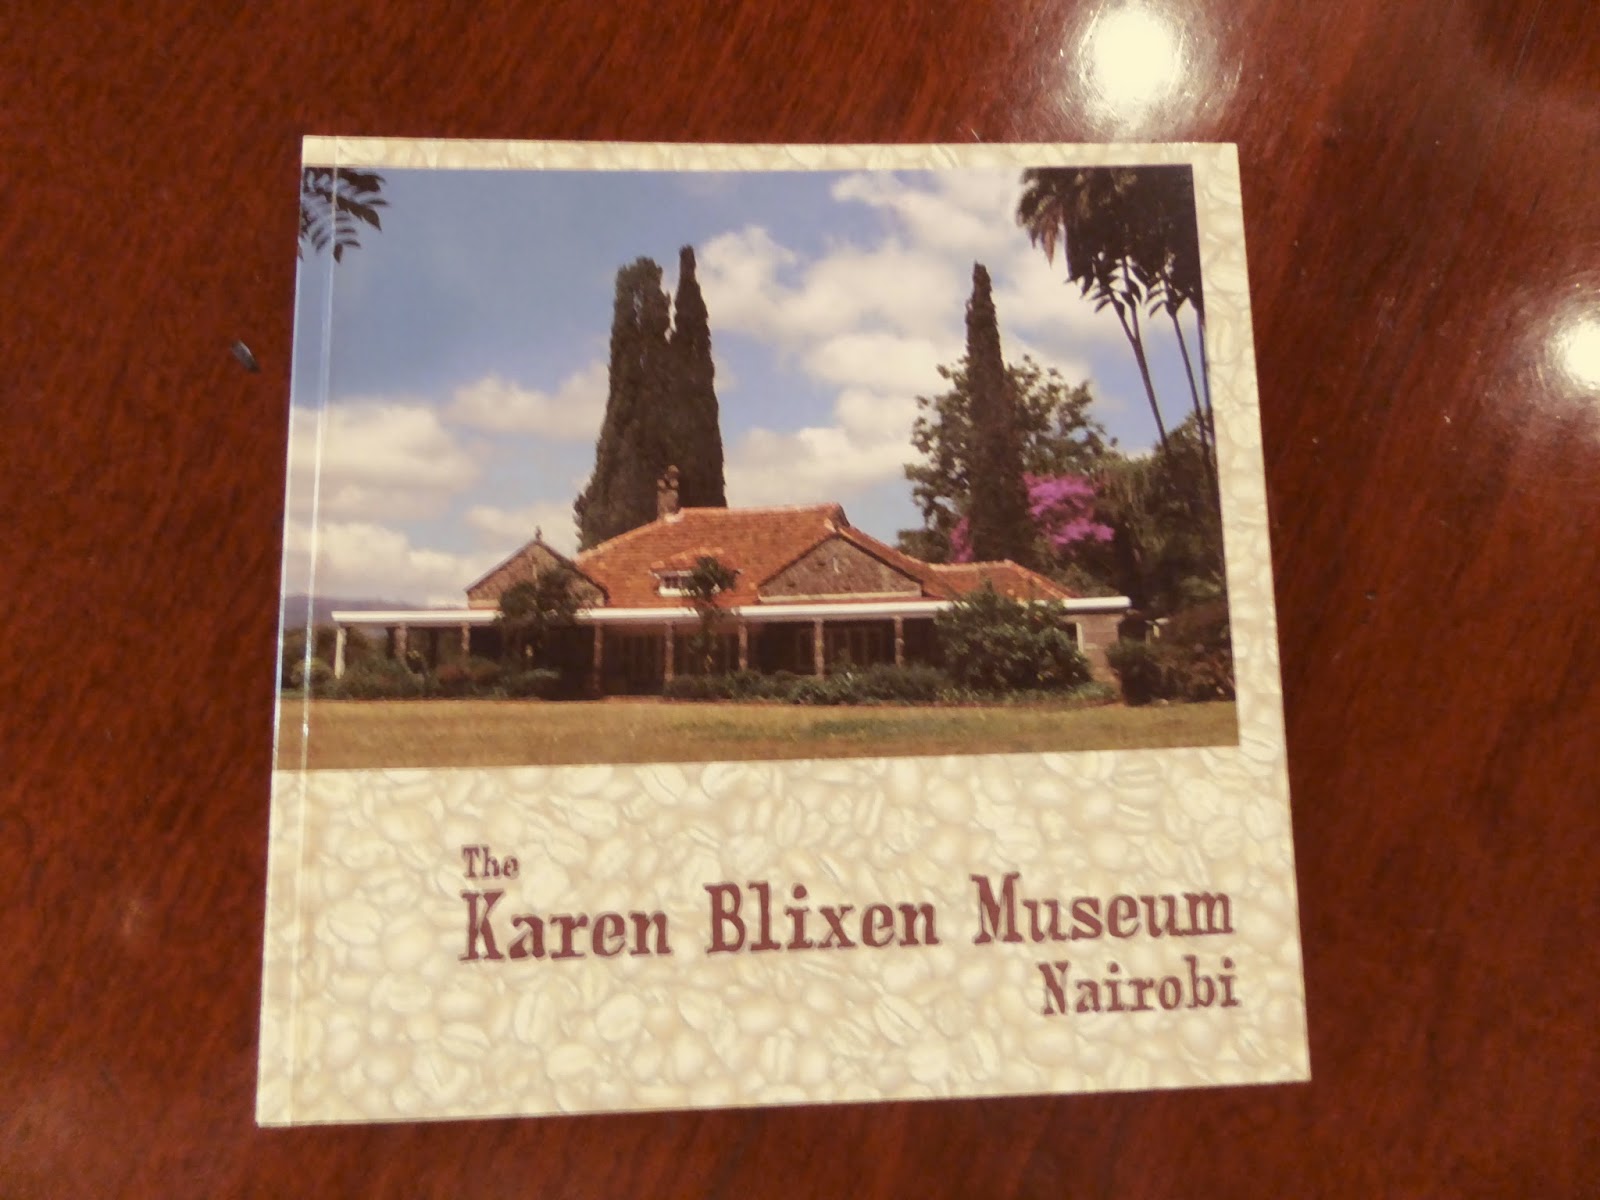 The
Karen Blixen Museum
Nairobi